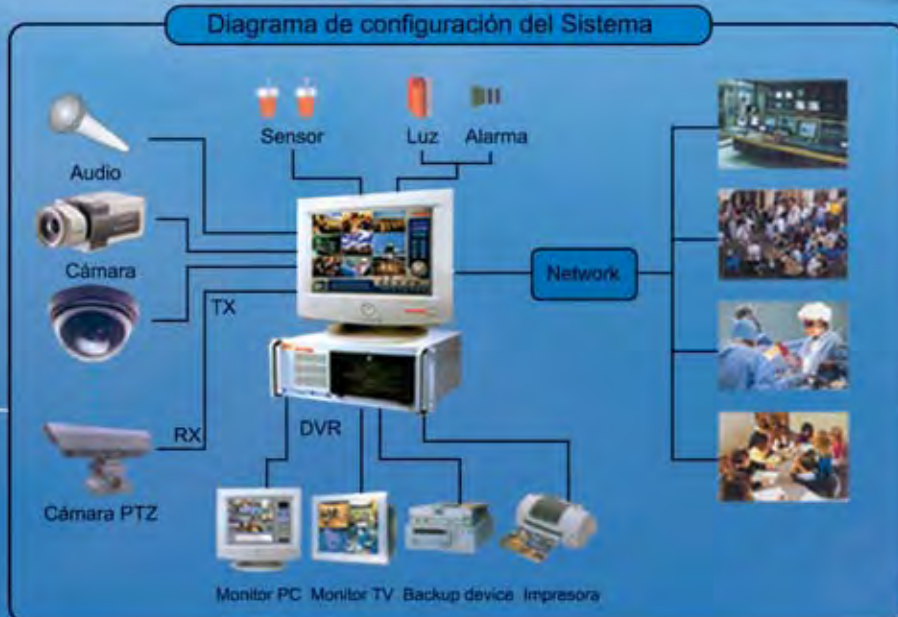 Diagrama de configuración del Sistema
Audio
Sensor
Luz
Alarma
Cámara
TX
Network
RX
DVR
Cámara PTZ
Monitor PC
Monitor TV
Backup device
Impresora